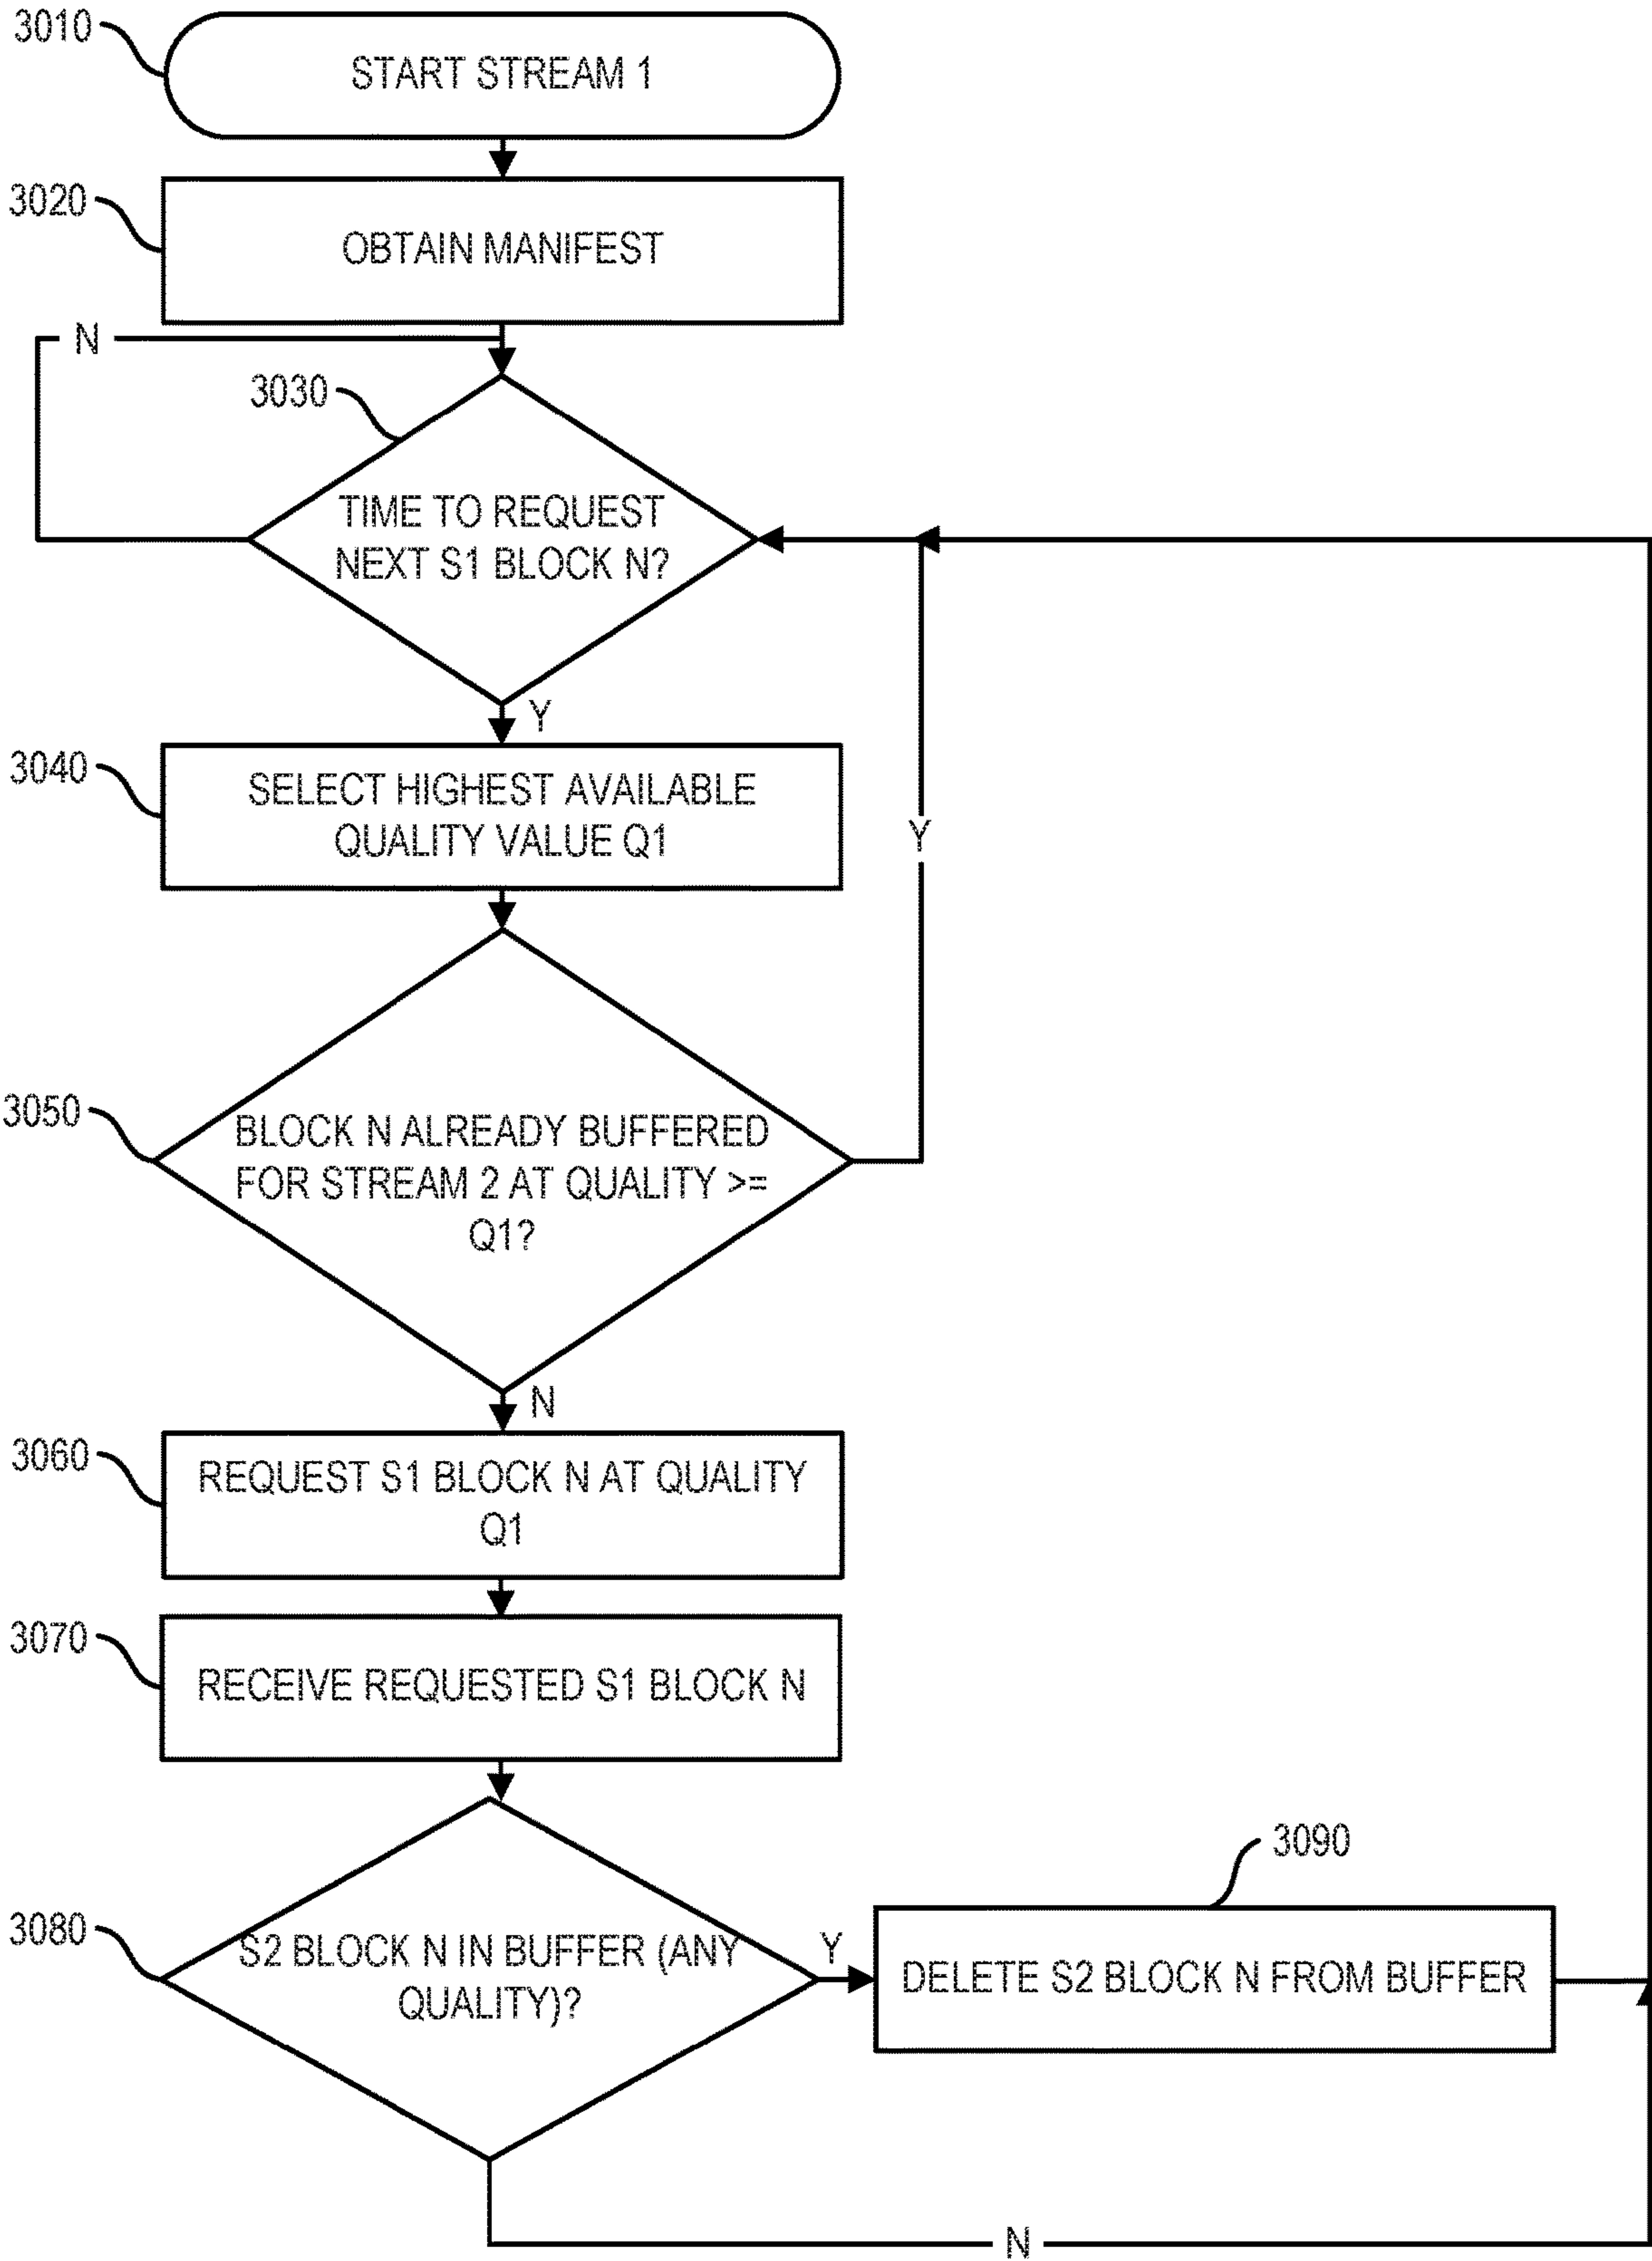 3010
START STREAM 1
3020
OBTAIN MANIFEST
N
3030
TIME TO REQUEST
NEXT S1 BLOCK N?
Y
3040
SELECT HIGHEST AVAILABLE
QUALITY VALUE Q1
Y
3050
BLOCK N ALREADY BUFFERED
FOR STREAM 2 AT QUALITY >=
Q1?
N
3060
REQUEST S1 BLOCK N AT QUALITY
Q1
3070
RECEIVE REQUESTED S1 BLOCK N
3090
3080
S2 BLOCK N IN BUFFER (ANY
QUALITY)?
Y
DELETE S2 BLOCK N FROM BUFFER
N